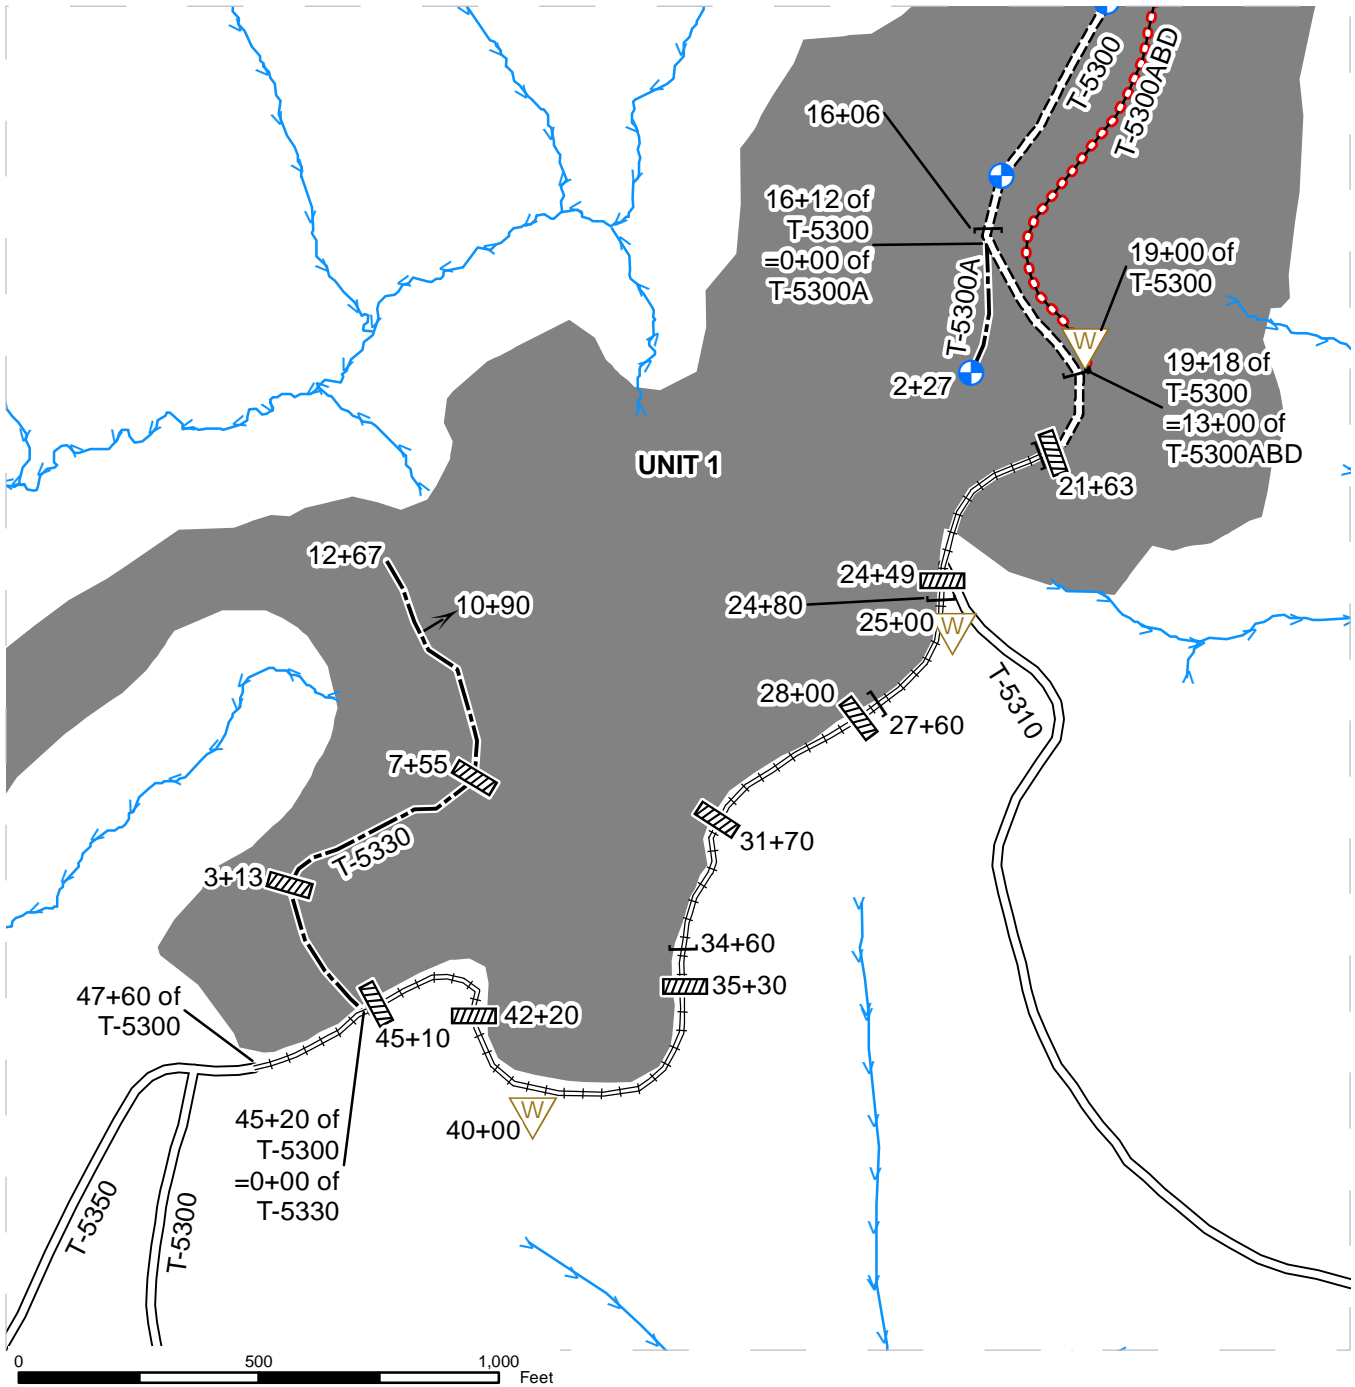 T-5300
T-5300ABD
16+06
16+12 of
T-5300
=0+00 of
T-5300A
19+00 of
T-5300
T-5300A
W
2+27
19+18 of
T-5300
=13+00 of
T-5300ABD
UNIT 1
21+63
12+67
24+49
10+90
24+80
25+00
W
T-5310
28+00
27+60
7+55
31+70
T-5330
3+13
34+60
35+30
47+60 of
T-5300
42+20
45+10
W
40+00
45+20 of
T-5300
=0+00 of
T-5330
T-5350
T-5300
0 500 1,000
Feet